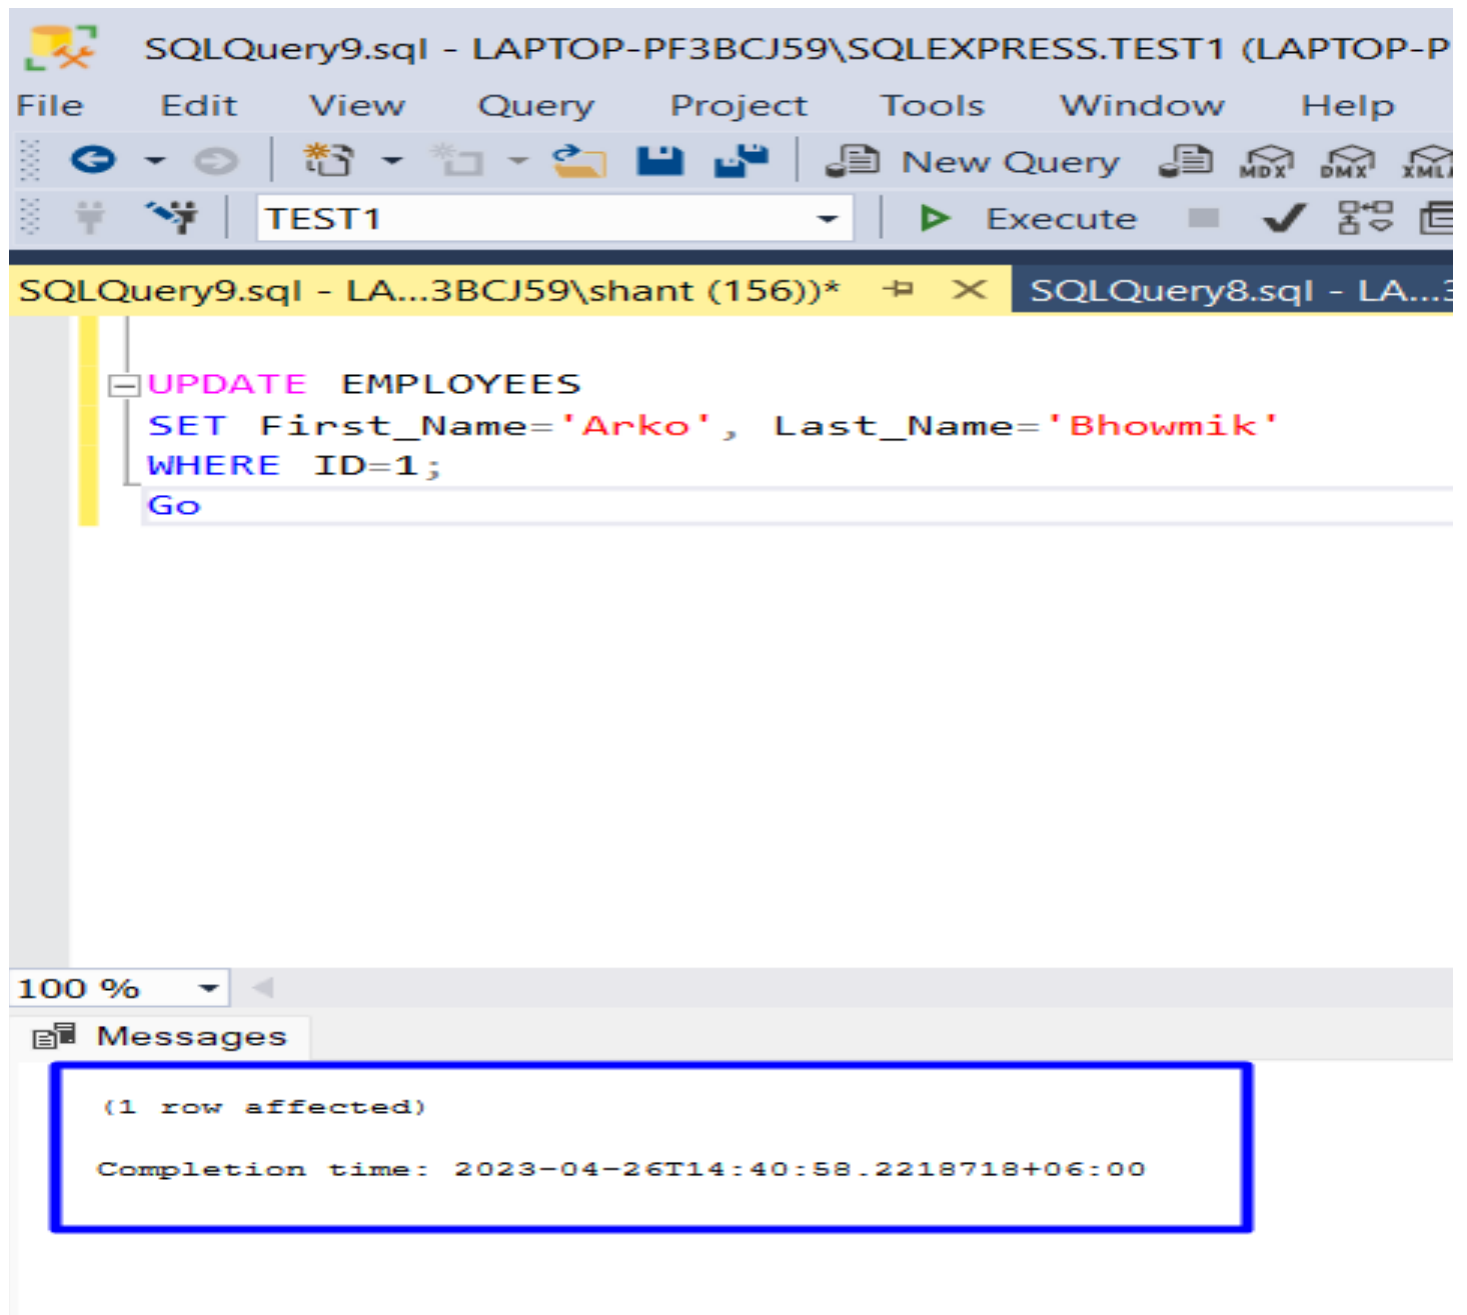 SQLQuery9.sql - LAPTOP-PF3BCJ59\SQLEXPRESS.TEST1 (LAPTOP-P
File Edit View Query Project Tools Window Help
New Query MDX DMX XMLA
TEST1 Execute
SQLQuery9.sql - LA...3BCJ59\shant (156))* SQLQuery8.sql - LA...3
UPDATE EMPLOYEES
SET First_Name='Arko', Last_Name='Bhowmik'
WHERE ID=1;
Go
100 %
Messages
(1 row affected)
Completion time: 2023-04-26T14:40:58.2218718+06:00